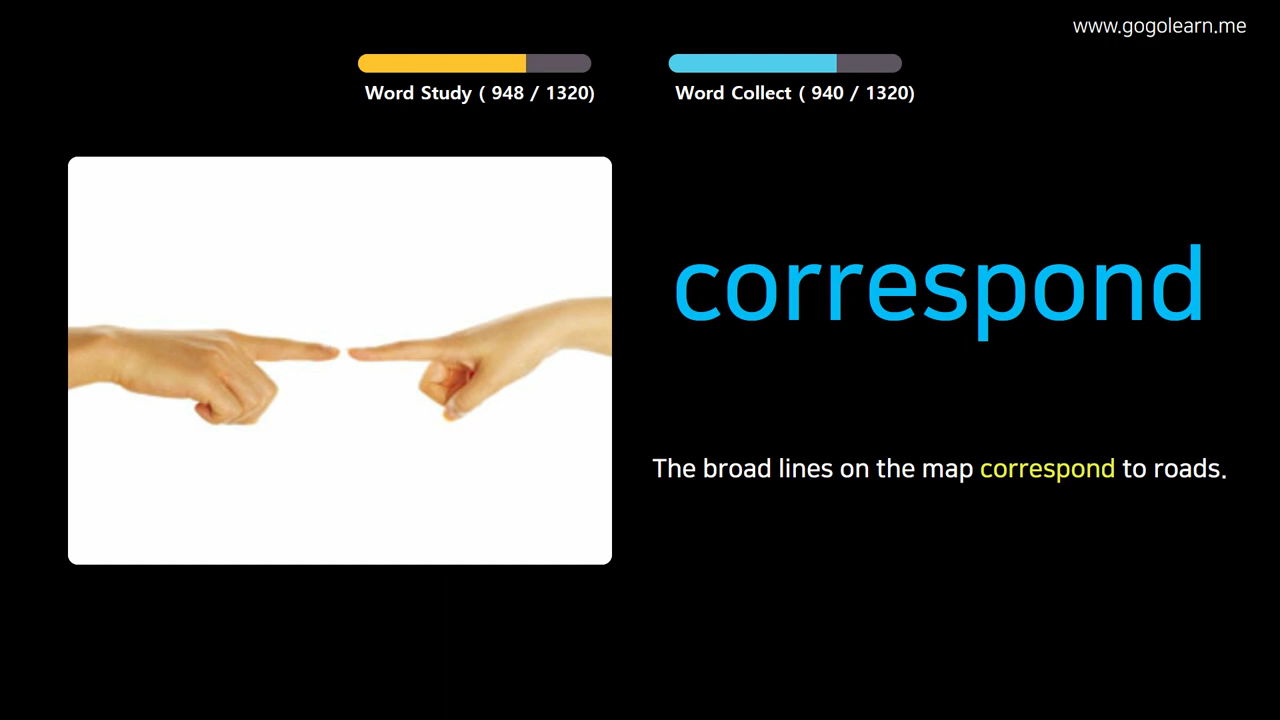 www.gogolearn.me
Word Study ( 948 / 1320)
Word Collect ( 940 / 1320)
correspond
The broad lines on the map correspond to roads.